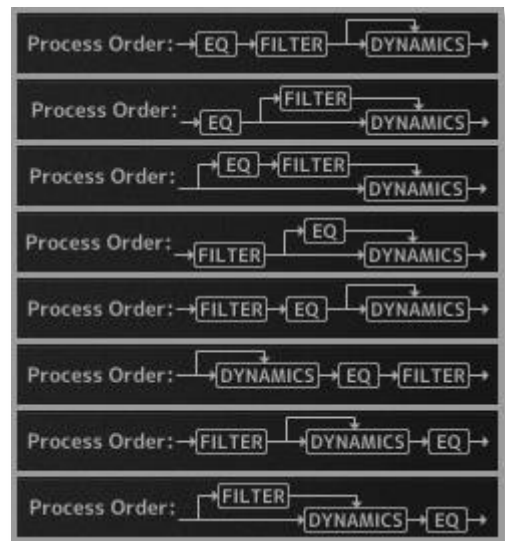 Process Order: EQ FILTER DYNAMICS
Process Order: EQ FILTER DYNAMICS
Process Order: EQ FILTER DYNAMICS
Process Order: FILTER EQ DYNAMICS
Process Order: FILTER EQ DYNAMICS
Process Order: DYNAMICS EQ FILTER
Process Order: FILTER DYNAMICS EQ
Process Order: FILTER DYNAMICS EQ